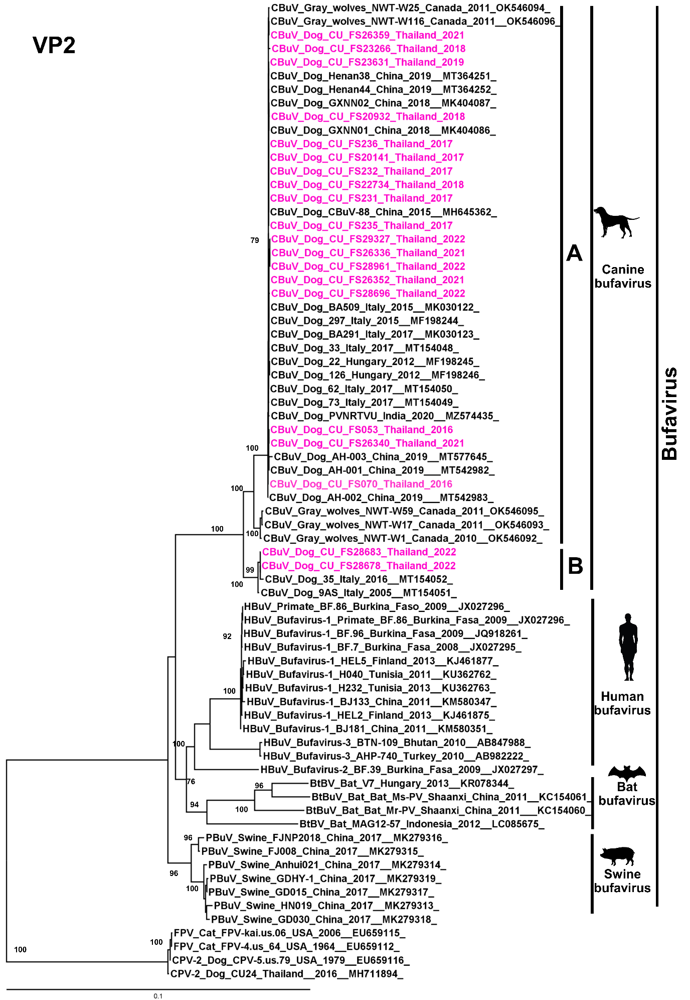 VP2
CBuV_Gray_wolves_NWT-W25_Canada_2011_OK546094_
CBuV_Gray_wolves_NWT-W116_Canada_2011__OK546096_
CBuV_Dog_CU_FS26359_Thailand_2021
CBuV_Dog_CU_FS23266_Thailand_2018
CBuV_Dog_CU_FS23631_Thailand_2019
CBuV_Dog_Henan38_China_2019__MT364251_
CBuV_Dog_Henan44_China_2019__MT364252_
CBuV_Dog_GXNN02_China_2018__MK404087_
CBuV_Dog_CU_FS20932_Thailand_2018
CBuV_Dog_GXNN01_China_2018__MK404086_
CBuV_Dog_CU_FS236_Thailand_2017
CBuV_Dog_CU_FS20141_Thailand_2017
CBuV_Dog_CU_FS232_Thailand_2017
CBuV_Dog_CU_FS22734_Thailand_2018
CBuV_Dog_CU_FS231_Thailand_2017
CBuV_Dog_CBuV-88_China_2015__MH645362_
CBuV_Dog_CU_FS235_Thailand_2017
79
CBuV_Dog_CU_FS29327_Thailand_2022
CBuV_Dog_CU_FS26336_Thailand_2021
CBuV_Dog_CU_FS28961_Thailand_2022
CBuV_Dog_CU_FS26352_Thailand_2021
CBuV_Dog_CU_FS28696_Thailand_2022
A
Canine
bufavirus
CBuV_Dog_BA509_Italy_2015__MK030122_
CBuV_Dog_297_Italy_2015__MF198244_
CBuV_Dog_BA291_Italy_2017__MK030123_
CBuV_Dog_33_Italy_2017__MT154048_
CBuV_Dog_22_Hungary_2012__MF198245_
CBuV_Dog_126_Hungary_2012__MF198246_
CBuV_Dog_62_Italy_2017__MT154050_
CBuV_Dog_73_Italy_2017__MT154049_
CBuV_Dog_PVNRTVU_India_2020__MZ574435_
Bufavirus
CBuV_Dog_CU_FS053_Thailand_2016
CBuV_Dog_CU_FS26340_Thailand_2021
100
CBuV_Dog_AH-003_China_2019__MT577645_
CBuV_Dog_AH-001_China_2019___MT542982_
CBuV_Dog_CU_FS070_Thailand_2016
100
CBuV_Dog_AH-002_China_2019___MT542983_
CBuV_Gray_wolves_NWT-W59_Canada_2011_OK546095_
CBuV_Gray_wolves_NWT-W17_Canada_2011__OK546093_
100
100
CBuV_Gray_wolves_NWT-W1_Canada_2010_OK546092_
CBuV_Dog_CU_FS28683_Thailand_2022
CBuV_Dog_CU_FS28678_Thailand_2022
99
B
CBuV_Dog_35_Italy_2016__MT154052_
100
CBuV_Dog_9AS_Italy_2005__MT154051_
HBuV_Primate_BF.86_Burkina_Faso_2009__JX027296_
HBuV_Bufavirus-1_Primate_BF.86_Burkina_Fasa_2009__JX027296_
92
HBuV_Bufavirus-1_BF.96_Burkina_Fasa_2009__JQ918261_
HBuV_Bufavirus-1_BF.7_Burkina_Fasa_2008__JX027295_
HBuV_Bufavirus-1_HEL5_Finland_2013__KJ461877_
HBuV_Bufavirus-1_H040_Tunisia_2011__KU362762_
HBuV_Bufavirus-1_H232_Tunisia_2013__KU362763_
100
HBuV_Bufavirus-1_BJ133_China_2011__KM580347_
Human
bufavirus
HBuV_Bufavirus-1_HEL2_Finland_2013__KJ461875_
HBuV_Bufavirus-1_BJ181_China_2011__KM580351_
100
HBuV_Bufavirus-3_BTN-109_Bhutan_2010__AB847988_
HBuV_Bufavirus-3_AHP-740_Turkey_2010__AB982222_
HBuV_Bufavirus-2_BF.39_Burkina_Fasa_2009__JX027297_
76
96
BtBV_Bat_V7_Hungary_2013__KR078344_
BtBuV_Bat_Bat_Ms-PV_Shaanxi_China_2011__KC154061_
Bat
bufavirus
94
100
BtBuV_Bat_Bat_Mr-PV_Shaanxi_China_2011___KC154060_
BtBV_Bat_MAG12-57_Indonesia_2012__LC085675_
96
PBuV_Swine_FJNP2018_China_2017__MK279316_
PBuV_Swine_FJ008_China_2017__MK279315_
96
PBuV_Swine_Anhui021_China_2017__MK279314_
PBuV_Swine_GDHY-1_China_2017__MK279319_
Swine
bufavirus
100
PBuV_Swine_GD015_China_2017__MK279317_
PBuV_Swine_HN019_China_2017__MK279313_
PBuV_Swine_GD030_China_2017__MK279318_
FPV_Cat_FPV-kai.us.06_USA_2006__EU659115_
100
100
FPV_Cat_FPV-4.us_64_USA_1964__EU659112_
CPV-2_Dog_CPV-5.us.79_USA_1979__EU659116_
CPV-2_Dog_CU24_Thailand__2016__MH711894_
0.1